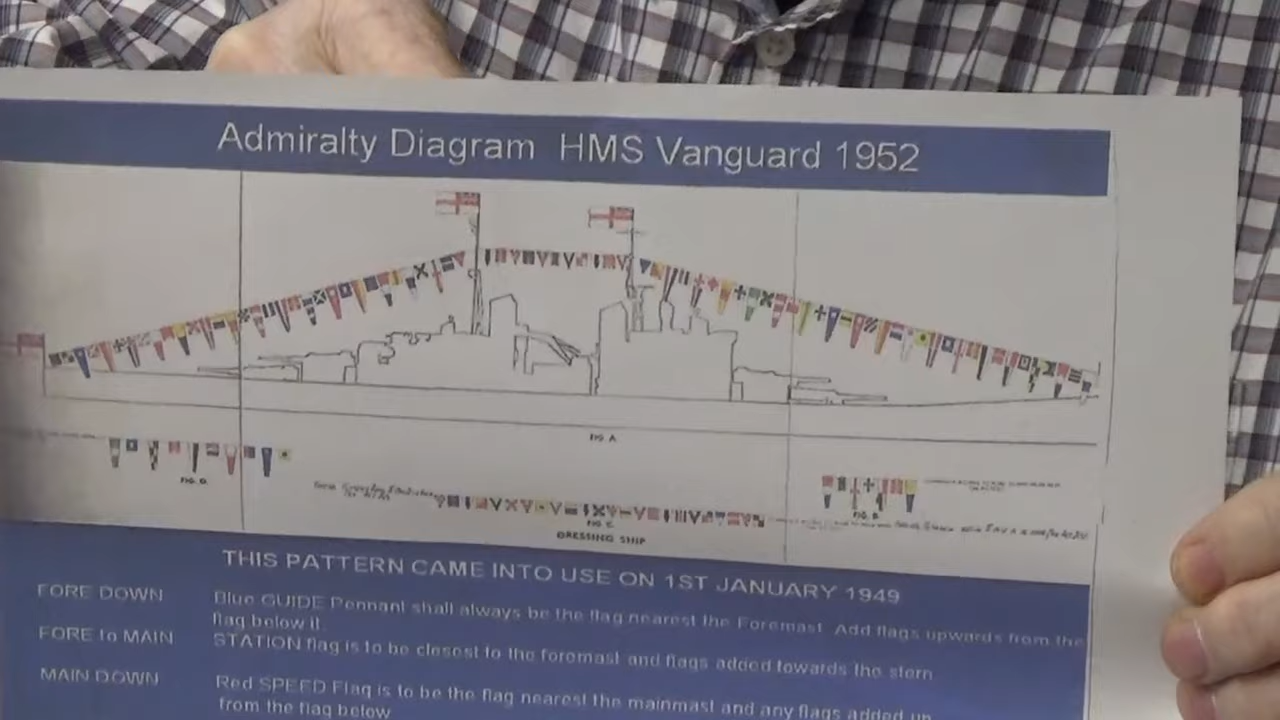 Admiralty Diagram HMS Vanguard 1952
FIG A.
FIG. D.
FIG. B.
FIG C.
DRESSING SHIP
THIS PATTERN CAME INTO USE ON 1ST JANUARY 1949
FORE DOWN Blue GUIDE Pennant shall always be the flag nearest the Foremast. Add flags upwards from the
flag below it.
FORE to MAIN STATION flag is to be closest to the foremast and flags added towards the stern
MAIN DOWN Red SPEED Flag is to be the flag nearest the mainmast and any flags added up
from the flag below